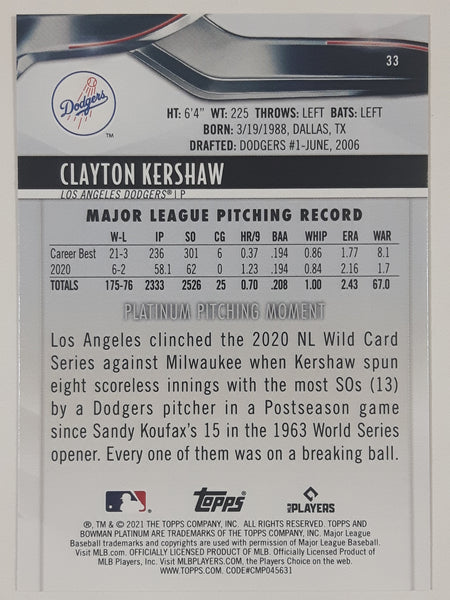 33
Dodgers
TM
HT: 6'4" WT: 225 THROWS: LEFT BATS: LEFT
BORN: 3/19/1988, DALLAS, TX
DRAFTED: DODGERS #1-JUNE, 2006
CLAYTON KERSHAW
LOS ANGELES DODGERS® | P
MAJOR LEAGUE PITCHING RECORD
W-L IP SO CG HR/9 BAA WHIP ERA WAR
Career Best 21-3 236 301 6 0.37 .194 0.86 1.77 8.1
2020 6-2 58.1 62 0 1.23 .194 0.84 2.16 1.7
TOTALS 175-76 2333 2526 25 0.70 .208 1.00 2.43 67.0
PLATINUM PITCHING MOMENT
Los Angeles clinched the 2020 NL Wild Card
Series against Milwaukee when Kershaw spun
eight scoreless innings with the most SOs (13)
by a Dodgers pitcher in a Postseason game
since Sandy Koufax's 15 in the 1963 World Series
opener. Every one of them was on a breaking ball.
topps
MLB PLAYERS
®, TM & © 2021 THE TOPPS COMPANY, INC. ALL RIGHTS RESERVED. TOPPS AND
BOWMAN PLATINUM ARE TRADEMARKS OF THE TOPPS COMPANY, INC. Major League
Baseball trademarks and copyrights are used with permission of Major League Baseball.
Visit MLB.com. OFFICIALLY LICENSED PRODUCT OF MLB. Officially Licensed Product of
MLB Players, Inc. Visit MLBPLAYERS.com, the Players Choice on the web.
WWW.TOPPS.COM. CODE#CMP045631